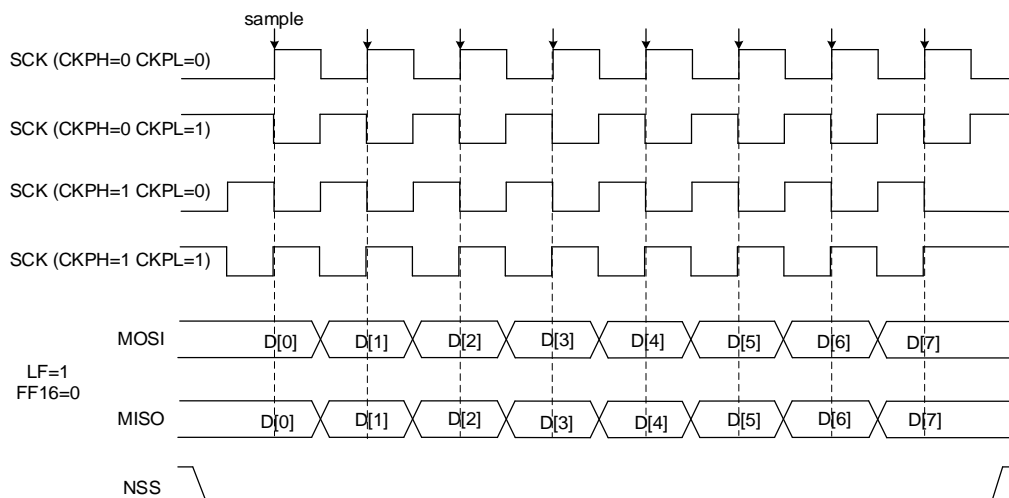 sample
SCK (CKPH=0 CKPL=0)
SCK (CKPH=0 CKPL=1)
SCK (CKPH=1 CKPL=0)
SCK (CKPH=1 CKPL=1)
MOSI D[0] D[1] D[2] D[3] D[4] D[5] D[6] D[7]
LF=1
FF16=0
MISO D[0] D[1] D[2] D[3] D[4] D[5] D[6] D[7]
NSS